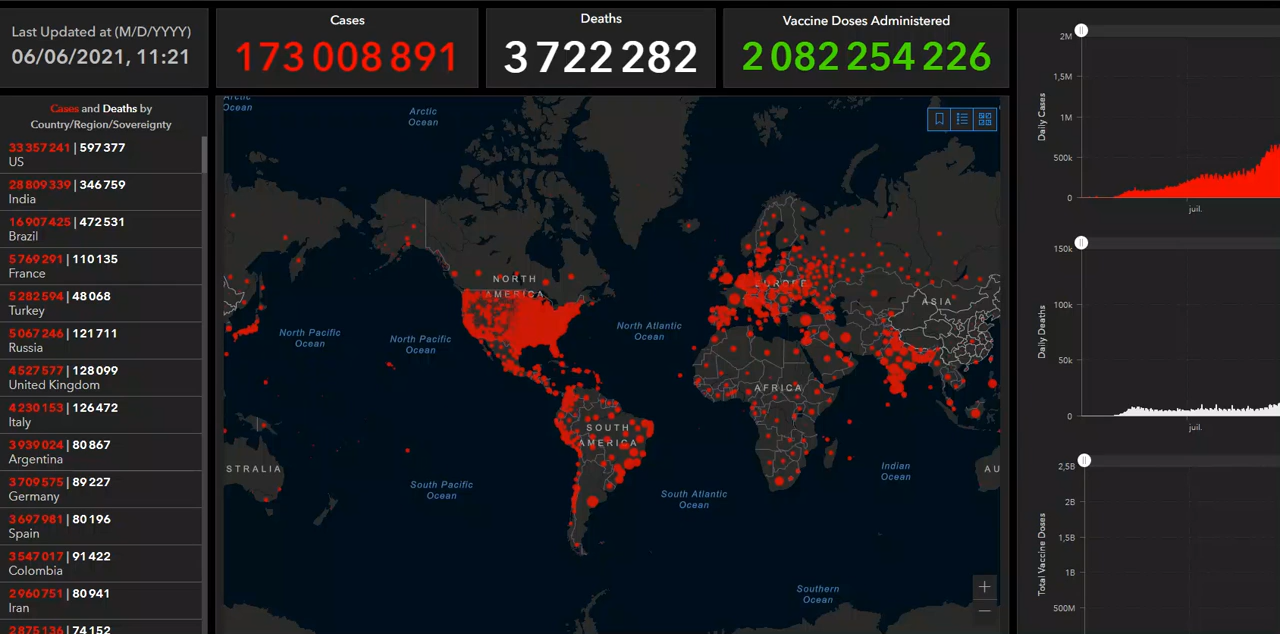 Last Updated at (M/D/YYYY)
06/06/2021, 11:21
Cases
173 008 891
Deaths
3 722 282
Vaccine Doses Administered
2 082 254 226
Cases and Deaths by
Country/Region/Sovereignty
33 357 241 | 597 377
US
28 809 339 | 346 759
India
16 907 425 | 472 531
Brazil
5 769 291 | 110 135
France
5 282 594 | 48 068
Turkey
5 067 246 | 121 711
Russia
4 527 577 | 128 099
United Kingdom
4 230 153 | 126 472
Italy
3 939 024 | 80 867
Argentina
3 709 575 | 89 227
Germany
3 697 981 | 80 196
Spain
3 547 017 | 91 422
Colombia
2 960 751 | 80 941
Iran
2 875 136 | 74 152
Arctic
Ocean
Arctic
Ocean
NORTH
AMERICA
EUROPE
ASIA
North Pacific
Ocean
North Pacific
Ocean
North Atlantic
Ocean
AFRICA
SOUTH
AMERICA
STRALIA
AU
South Pacific
Ocean
South Atlantic
Ocean
Indian
Ocean
Southern
Ocean
+
−
Daily Cases
2M
1,5M
1M
500k
0
juil.
Daily Deaths
150k
100k
50k
0
juil.
Total Vaccine Doses
2,5B
2B
1,5B
1B
500M